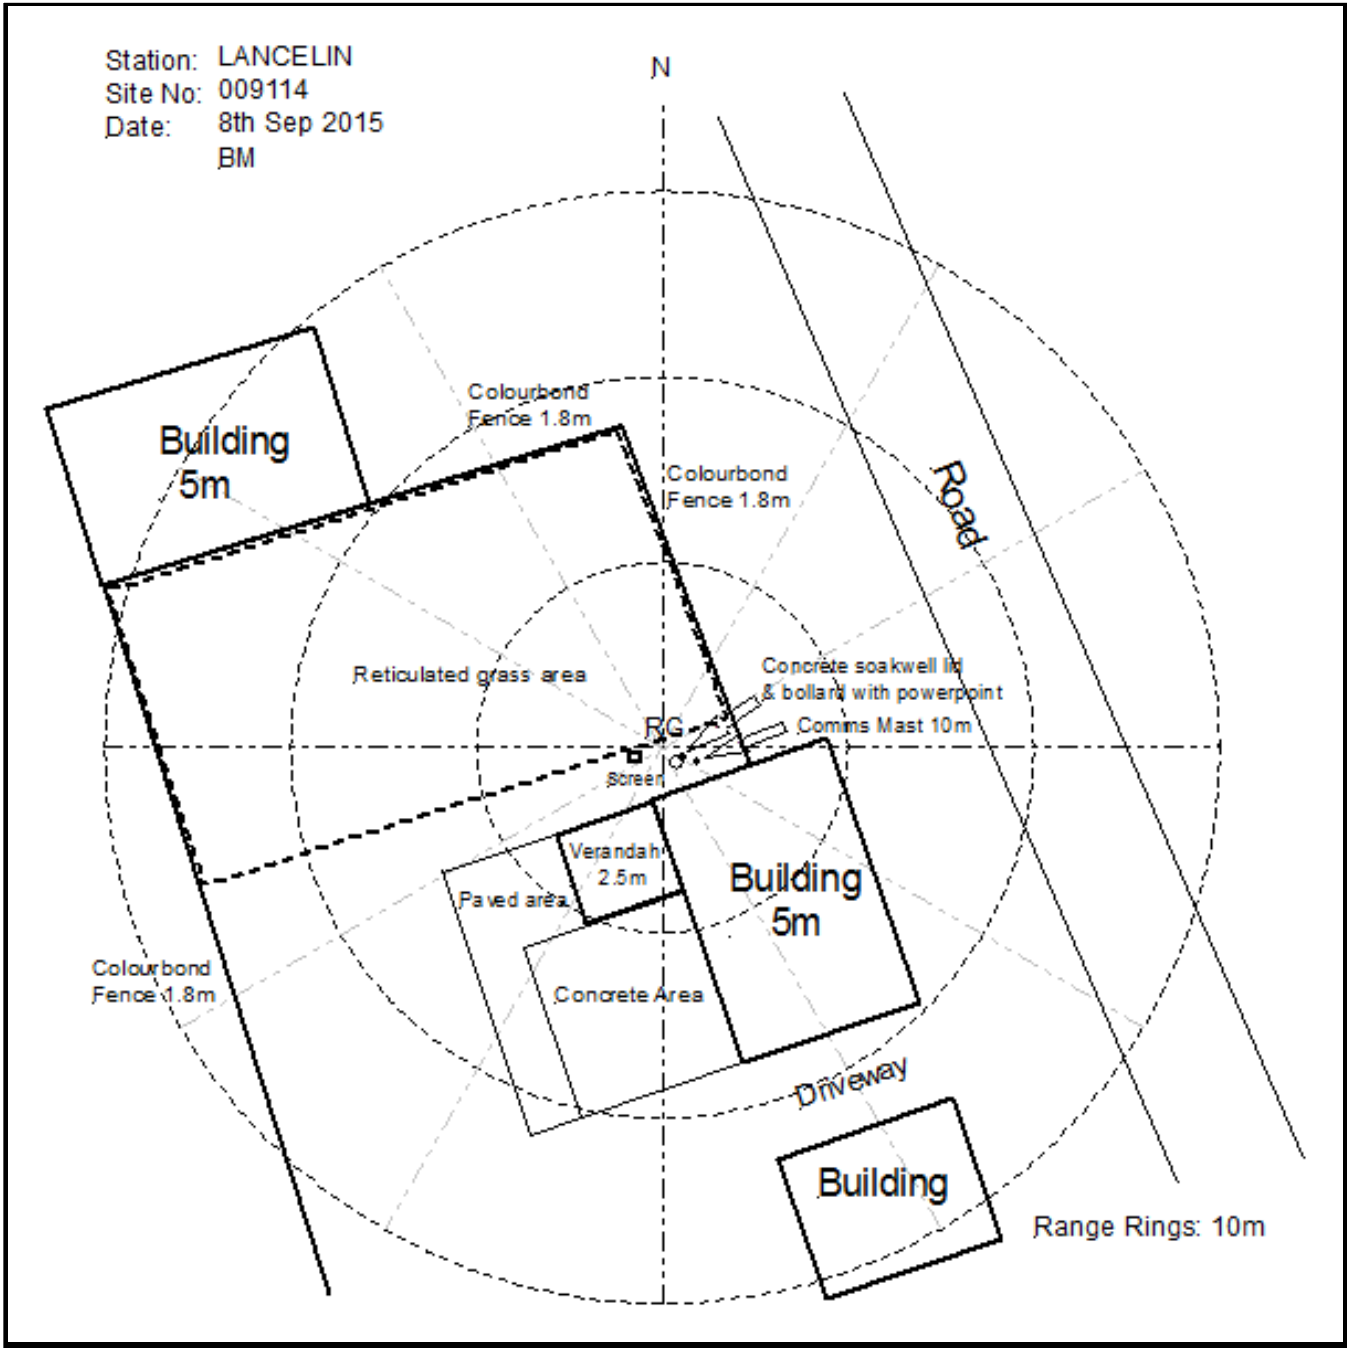 Station: LANCELIN
Site No: 009114
Date: 8th Sep 2015
BM
N
Colourbond
Fence 1.8m
Building
5m
Colourbond
Fence 1.8m
Road
Reticulated grass area
Concrete soakwell lid
& bollard with powerpoint
RG
Comms Mast 10m
Screen
Verandah
2.5m
Building
5m
Paved area
Colourbond
Fence 1.8m
Concrete Area
Driveway
Building
Range Rings: 10m